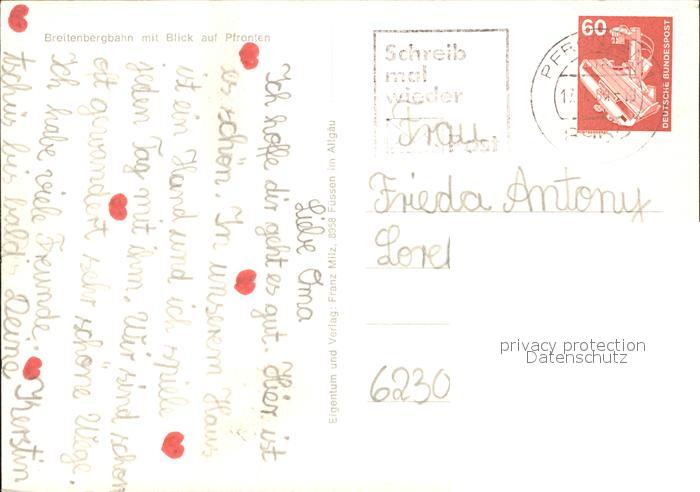 Breitenbergbahn mit Blick auf Pfronten
Liebe Oma
Ich hoffe dir geht es gut. Hier ist
es schön. In unserem Haus
ist ein Hund und ich spiele
jeden Tag mit ihm. Wir sind schon
oft gewandert sehr schöne Wege.
Ich habe viele Freunde.
tschüs bis bald's Deine Kherstin
Eigentum und Verlag: Franz Milz, 8958 Füssen im Allgäu
Schreib
mal
wieder
Post
PFR
60
DEUTSCHE BUNDESPOST
Frau
Frieda Antony
Lorel
6230
privacy protection
Datenschutz